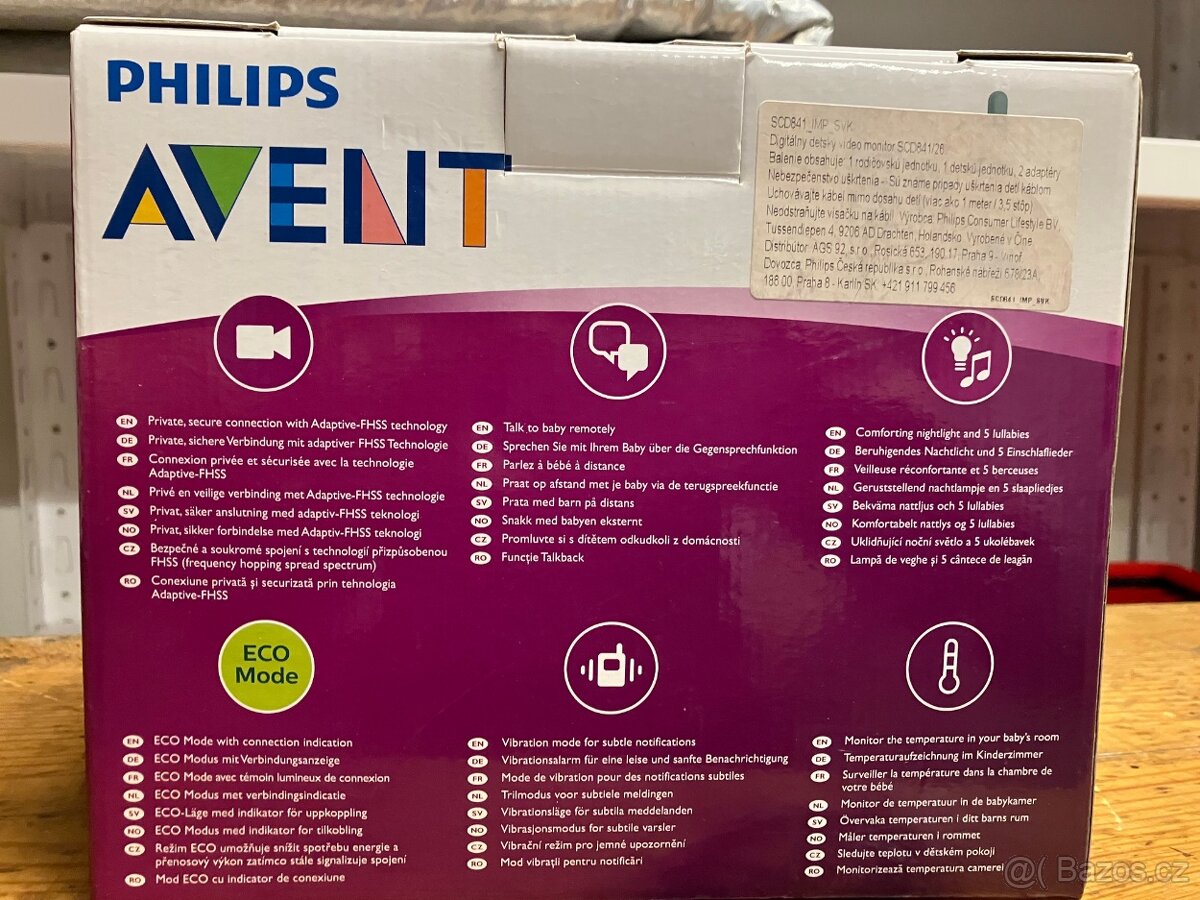 PHILIPS
AVENT
SCD841_IMP_SVK
Digitálny detský video monitor SCD841/26
Balenie obsahuje: 1 rodičovskú jednotku, 1 detskú jednotku, 2 adaptéry
Nebezpečenstvo uškrtenia - Sú známe prípady uškrtenia detí káblom
Uchovávajte kábel mimo dosahu detí (viac ako 1 meter / 3,5 stôp)
Neodstraňujte visačku na kábli. Výrobca: Philips Consumer Lifestyle BV,
Tussendiepen 4, 9206 AD Drachten, Holandsko. Vyrobené v Číne
Distribútor: AGS 92, s.r.o., Rosická 653, 190 17, Praha 9 - Vinoř
Dovozca: Philips Česká republika s.r.o., Rohanské nábřeží 678/23A,
186 00, Praha 8 - Karlín SK: +421 911 799 456
SCD841_IMP_SVK
EN Private, secure connection with Adaptive-FHSS technology
DE Private, sichere Verbindung mit adaptiver FHSS Technologie
FR Connexion privée et sécurisée avec la technologie
Adaptive-FHSS
NL Privé en veilige verbinding met Adaptive-FHSS technologie
SV Privat, säker anslutning med adaptiv-FHSS teknologi
NO Privat, sikker forbindelse med Adaptiv-FHSS teknologi
CZ Bezpečné a soukromé spojení s technologií přizpůsobenou
FHSS (frequency hopping spread spectrum)
RO Conexiune privată și securizată prin tehnologia
Adaptive-FHSS
EN Talk to baby remotely
DE Sprechen Sie mit Ihrem Baby über die Gegensprechfunktion
FR Parlez à bébé à distance
NL Praat op afstand met je baby via de terugspreekfunctie
SV Prata med barn på distans
NO Snakk med babyen eksternt
CZ Promluvte si s dítětem odkudkoli z domácnosti
RO Funcție Talkback
EN Comforting nightlight and 5 lullabies
DE Beruhigendes Nachtlicht und 5 Einschlaflieder
FR Veilleuse réconfortante et 5 berceuses
NL Geruststellend nachtlampje en 5 slaapliedjes
SV Bekväma nattljus och 5 lullabies
NO Komfortabelt nattlys og 5 lullabies
CZ Uklidňující noční světlo a 5 ukolébavek
RO Lampă de veghe și 5 cântece de leagăn
ECO
Mode
EN ECO Mode with connection indication
DE ECO Modus mit Verbindungsanzeige
FR ECO Mode avec témoin lumineux de connexion
NL ECO Modus met verbindingsindicatie
SV ECO-Läge med indikator för uppkoppling
NO ECO Modus med indikator for tilkobling
CZ Režim ECO umožňuje snížit spotřebu energie a
přenosový výkon zatímco stále signalizuje spojení
RO Mod ECO cu indicator de conexiune
EN Vibration mode for subtle notifications
DE Vibrationsalarm für eine leise und sanfte Benachrichtigung
FR Mode de vibration pour des notifications subtiles
NL Trilmodus voor subtiele meldingen
SV Vibrationsläge för subtila meddelanden
NO Vibrasjonsmodus for subtile varsler
CZ Vibrační režim pro jemné upozornění
RO Mod vibrații pentru notificări
EN Monitor the temperature in your baby's room
DE Temperaturaufzeichnung im Kinderzimmer
FR Surveiller la température dans la chambre de
votre bébé
NL Monitor de temperatuur in de babykamer
SV Övervaka temperaturen i ditt barns rum
NO Måler temperaturen i rommet
CZ Sledujte teplotu v dětském pokoji
RO Monitorizează temperatura camerei
@( Bazos.cz